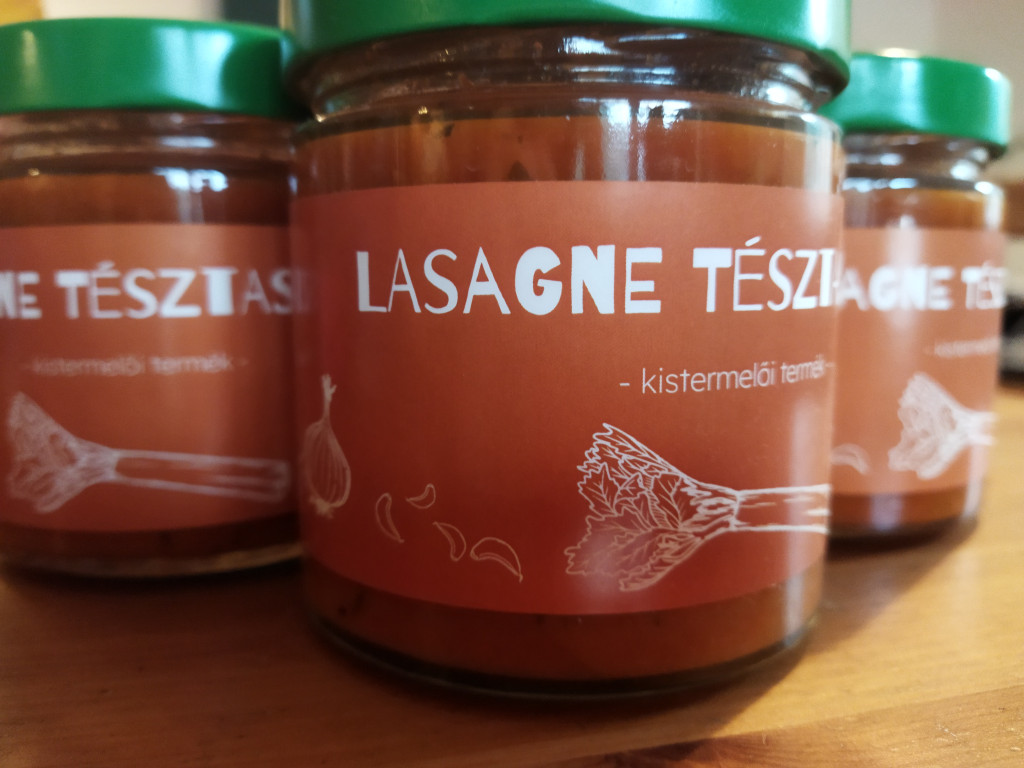 LASAGNE TÉSZT
- kistermelői termék -
NE TÉSZTAS
- kistermelői termék -
AGNE TÉS